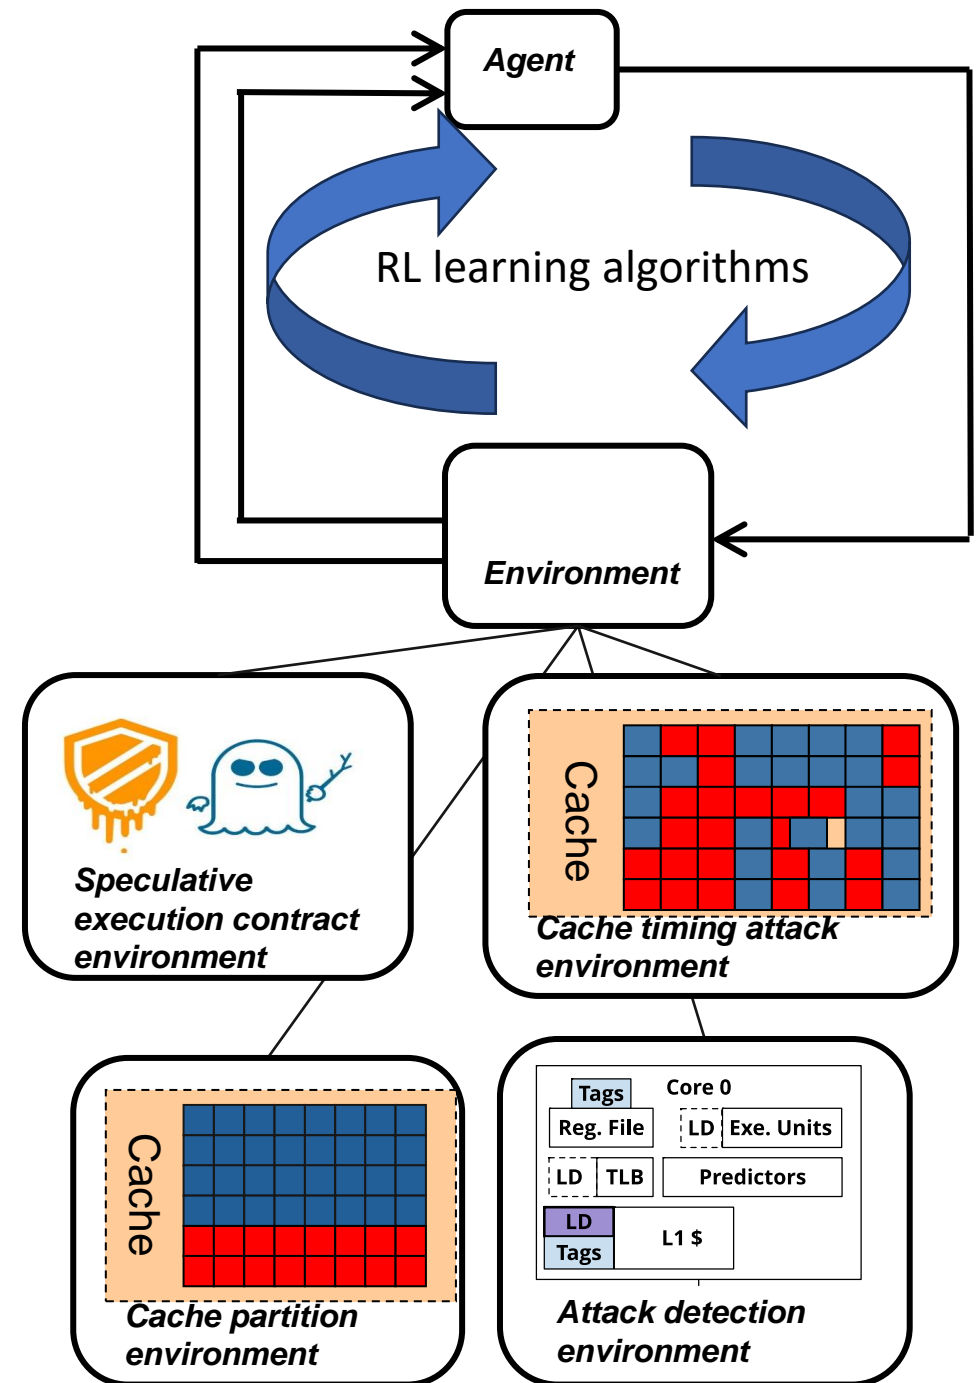 Agent
RL learning algorithms
Environment
Speculative
execution contract
environment
Cache
Cache timing attack
environment
Cache
Cache partition
environment
Tags
Core 0
Reg. File
LD
Exe. Units
LD
TLB
Predictors
LD
Tags
L1 $
Attack detection
environment